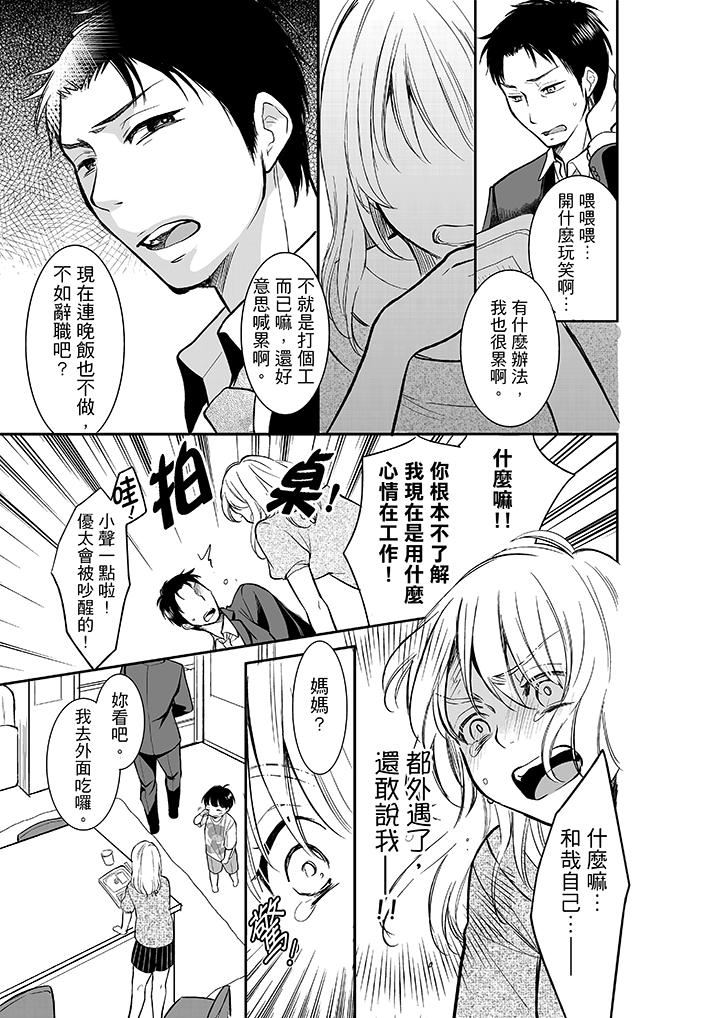 喂喂喂…
開什麼玩笑啊…
有什麼辦法，
我也很累啊。
不就是打個工
而已嘛，還好
意思喊累啊。
現在連晚飯也不做，
不如辭職吧？
什麼嘛!!
你根本不了解
我現在是用什麼
心情在工作！
拍
桌！
哇！
小聲一點啦！
優太會被吵醒的！
什麼嘛…
和哉自己…——
都外遇了，
還敢說我——!!
媽媽？
驚！
妳看吧。
我去外面吃囉。